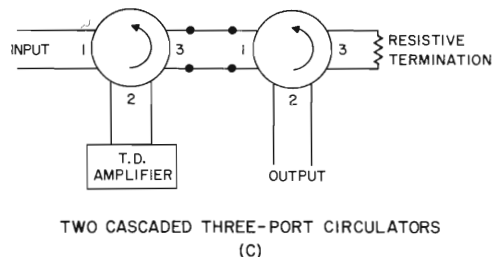 INPUT 1 3 1 3 RESISTIVE
TERMINATION
2 2
T.D.
AMPLIFIER
OUTPUT
TWO CASCADED THREE-PORT CIRCULATORS
(C)